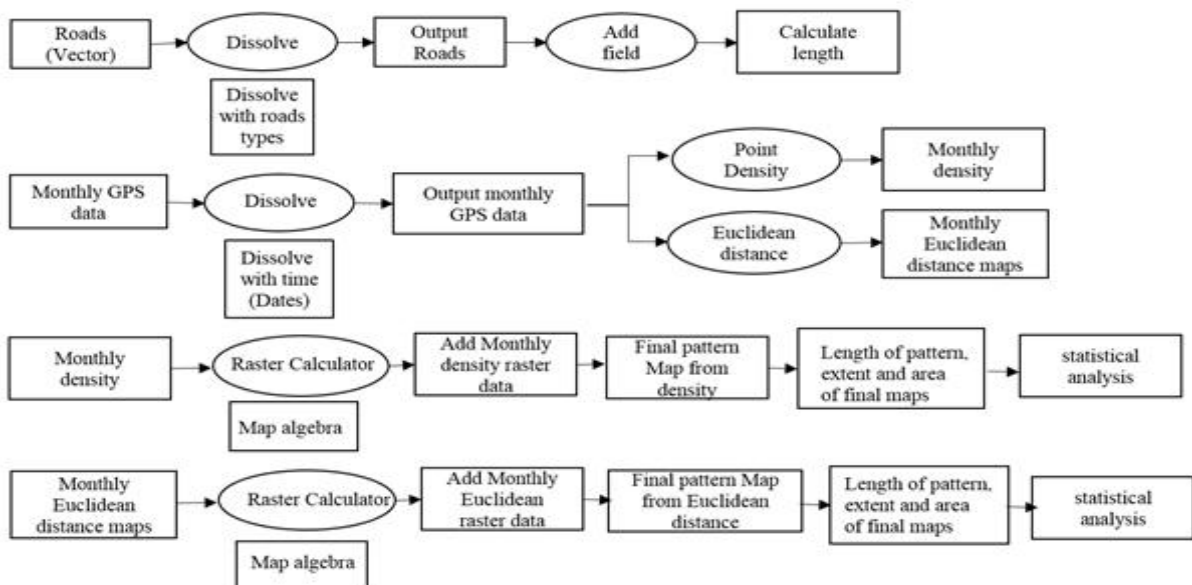 Roads
(Vector)
Dissolve
Output
Roads
Add
field
Calculate
length
Dissolve
with roads
types
Monthly GPS
data
Dissolve
Output monthly
GPS data
Point
Density
Monthly
density
Euclidean
distance
Monthly
Euclidean
distance maps
Dissolve
with time
(Dates)
Monthly
density
Raster Calculator
Add Monthly
density raster
data
Final pattern
Map from
density
Length of pattern,
extent and area
of final maps
statistical
analysis
Map algebra
Monthly
Euclidean
distance maps
Raster Calculator
Add Monthly
Euclidean
raster data
Final pattern Map
from Euclidean
distance
Length of pattern,
extent and area
of final maps
statistical
analysis
Map algebra